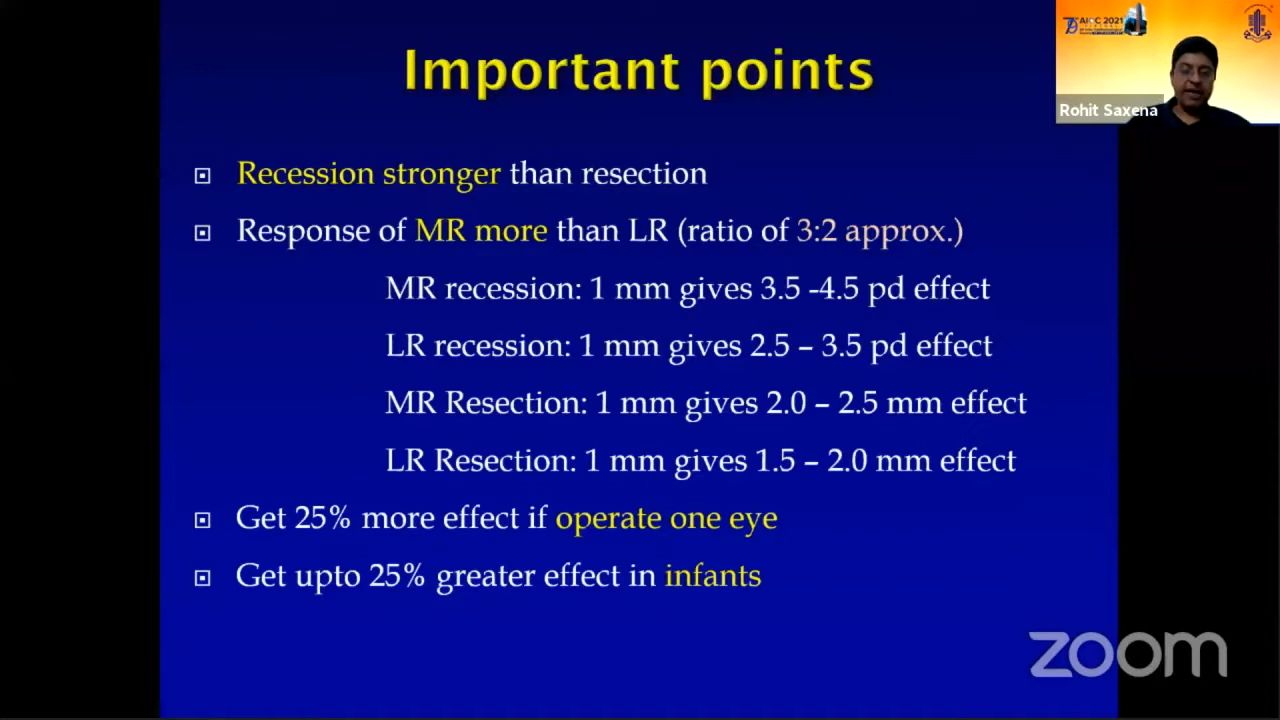 Important points
AIOC 2021
Rohit Saxena
Recession stronger than resection
Response of MR more than LR (ratio of 3:2 approx.)
MR recession: 1 mm gives 3.5 -4.5 pd effect
LR recession: 1 mm gives 2.5 – 3.5 pd effect
MR Resection: 1 mm gives 2.0 – 2.5 mm effect
LR Resection: 1 mm gives 1.5 – 2.0 mm effect
Get 25% more effect if operate one eye
Get upto 25% greater effect in infants
zoom